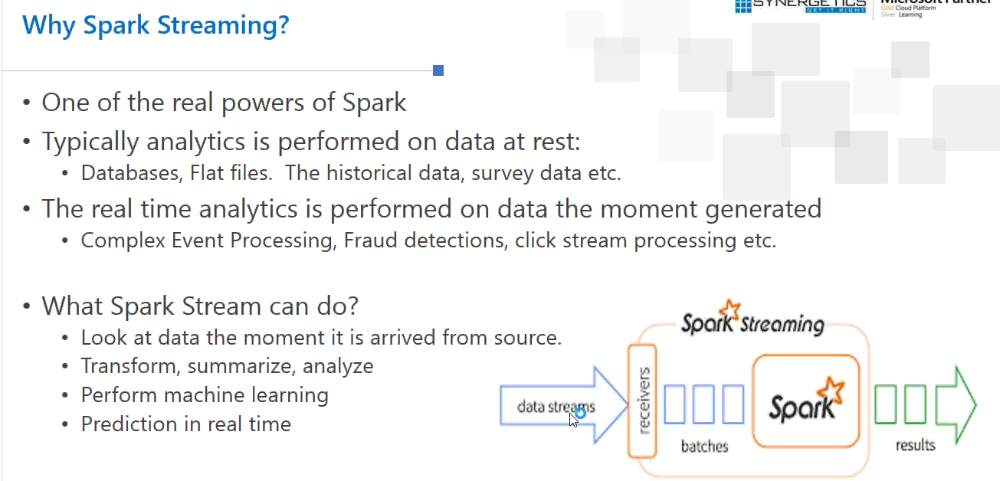 SYNERGETICS
GET IT RIGHT
Microsoft Partner
Gold Cloud Platform
Silver Learning
Why Spark Streaming?
• One of the real powers of Spark
• Typically analytics is performed on data at rest:
• Databases, Flat files. The historical data, survey data etc.
• The real time analytics is performed on data the moment generated
• Complex Event Processing, Fraud detections, click stream processing etc.
• What Spark Stream can do?
• Look at data the moment it is arrived from source.
• Transform, summarize, analyze
• Perform machine learning
• Prediction in real time
Spark Streaming
data streams
receivers
batches
Spark
results